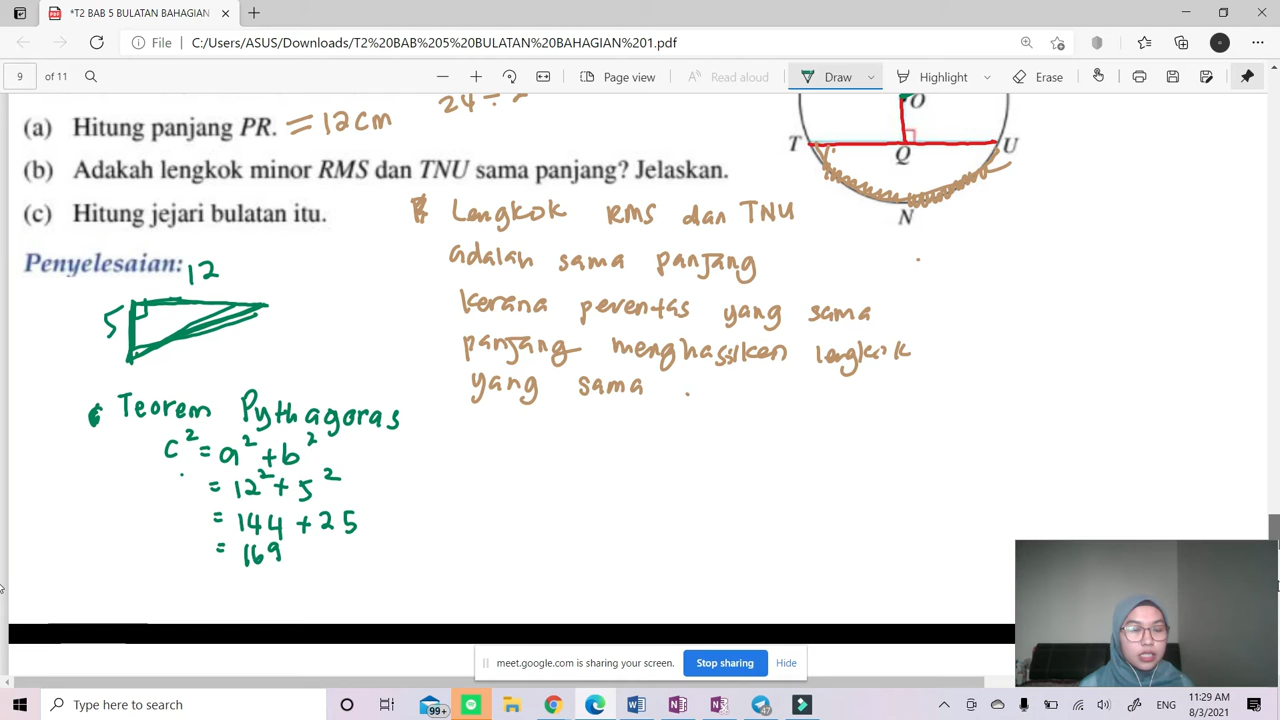 *T2 BAB 5 BULATAN BAHAGIAN
File
C:/Users/ASUS/Downloads/T2%20BAB%205%20BULATAN%20BAHAGIAN%201.pdf
9 of 11
Page view
Read aloud
Draw
Highlight
Erase
24 ÷ 2
(a) Hitung panjang PR. = 12cm
(b) Adakah lengkok minor RMS dan TNU sama panjang? Jelaskan.
(c) Hitung jejari bulatan itu.
O
T
Q
U
N
Penyelesaian:
12
5
Lengkok RMS dan TNU
adalah sama panjang
kerana perentas yang sama
panjang menghasilkan lengkok
yang sama .
Teorem Pythagoras
c² = a² + b²
= 12² + 5²
= 144 + 25
= 169
meet.google.com is sharing your screen.
Stop sharing
Hide
Type here to search
99+
47
11:29 AM
8/3/2021